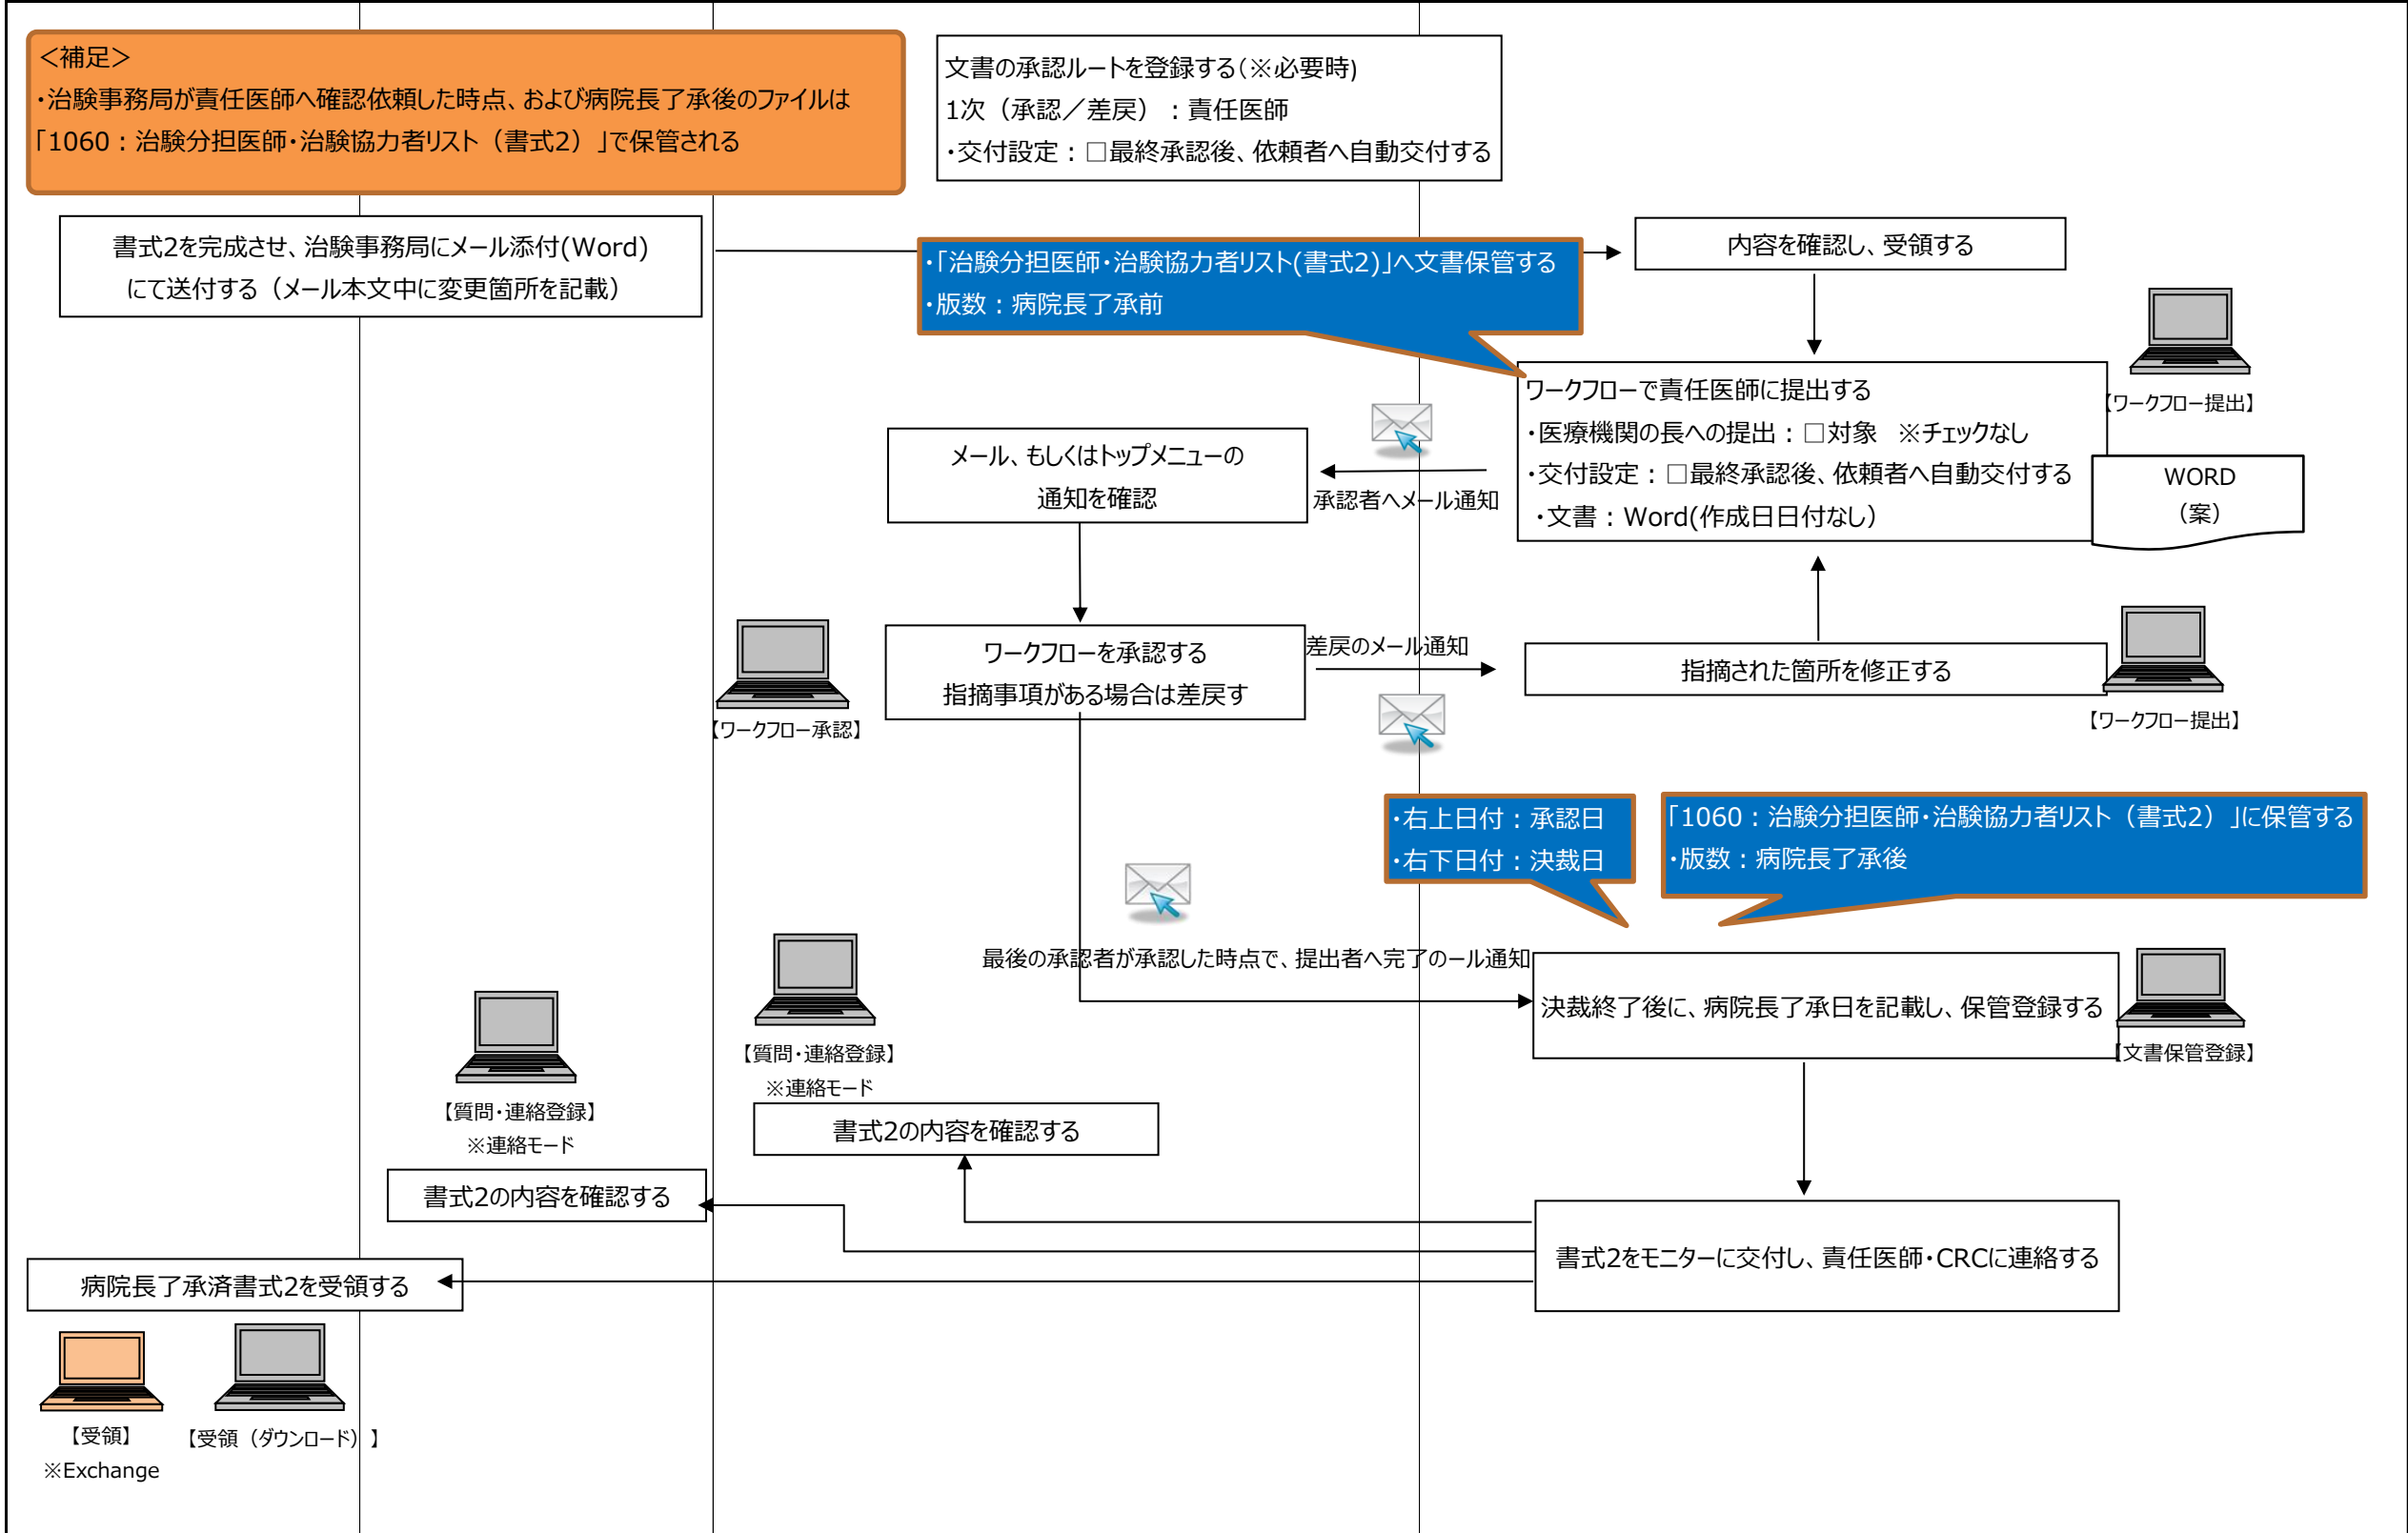 ＜補足＞
・治験事務局が責任医師へ確認依頼した時点、および病院長了承後のファイルは
「1060：治験分担医師・治験協力者リスト（書式2）」で保管される
文書の承認ルートを登録する(※必要時)
1次（承認／差戻）：責任医師
・交付設定：□最終承認後、依頼者へ自動交付する
書式2を完成させ、治験事務局にメール添付(Word)
にて送付する（メール本文中に変更箇所を記載）
・「治験分担医師・治験協力者リスト(書式2)」へ文書保管する
・版数：病院長了承前
内容を確認し、受領する
ワークフローで責任医師に提出する
・医療機関の長への提出：□対象　※チェックなし
・交付設定：□最終承認後、依頼者へ自動交付する
・文書：Word(作成日日付なし）
【ワークフロー提出】
WORD
（案）
メール、もしくはトップメニューの
通知を確認
承認者へメール通知
ワークフローを承認する
指摘事項がある場合は差戻す
【ワークフロー承認】
差戻のメール通知
指摘された箇所を修正する
【ワークフロー提出】
・右上日付：承認日
・右下日付：決裁日
「1060：治験分担医師・治験協力者リスト（書式2）」に保管する
・版数：病院長了承後
最後の承認者が承認した時点で、提出者へ完了のール通知
決裁終了後に、病院長了承日を記載し、保管登録する
【文書保管登録】
【質問・連絡登録】
※連絡モード
書式2の内容を確認する
【質問・連絡登録】
※連絡モード
書式2の内容を確認する
書式2をモニターに交付し、責任医師・CRCに連絡する
病院長了承済書式2を受領する
【受領】
※Exchange
【受領（ダウンロード）】